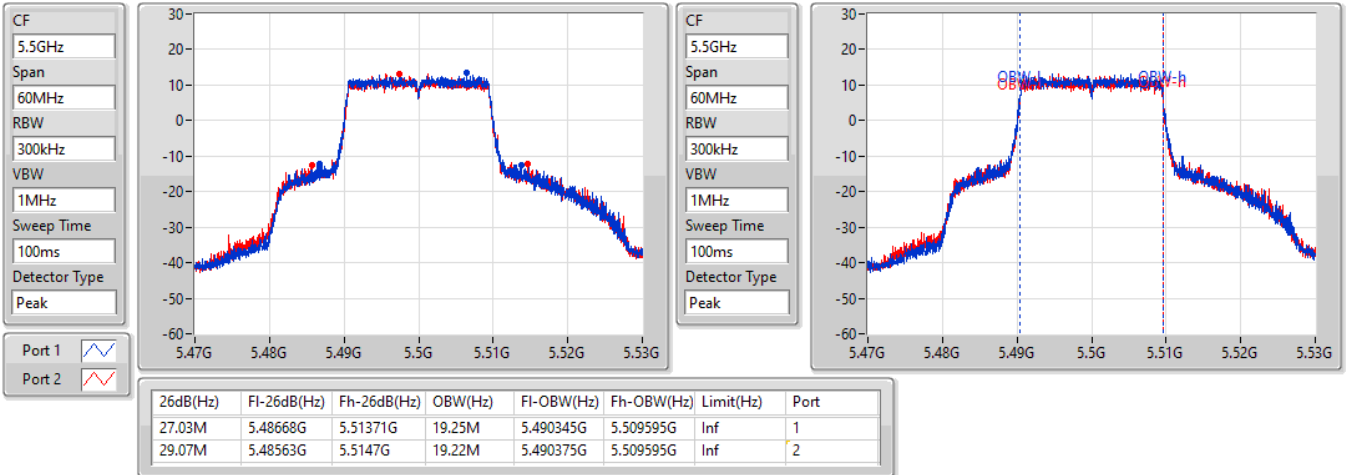 CF
5.5GHz
Span
60MHz
RBW
300kHz
VBW
1MHz
Sweep Time
100ms
Detector Type
Peak
Port 1
Port 2
30
20
10
0
-10
-20
-30
-40
-50
-60
5.47G 5.48G 5.49G 5.5G 5.51G 5.52G 5.53G
CF
5.5GHz
Span
60MHz
RBW
300kHz
VBW
1MHz
Sweep Time
100ms
Detector Type
Peak
30
20
10
0
-10
-20
-30
-40
-50
-60
OBW-h
5.47G 5.48G 5.49G 5.5G 5.51G 5.52G 5.53G
26dB(Hz) Fl-26dB(Hz) Fh-26dB(Hz) OBW(Hz) Fl-OBW(Hz) Fh-OBW(Hz) Limit(Hz) Port
27.03M 5.48668G 5.51371G 19.25M 5.490345G 5.509595G Inf 1
29.07M 5.48563G 5.5147G 19.22M 5.490375G 5.509595G Inf 2